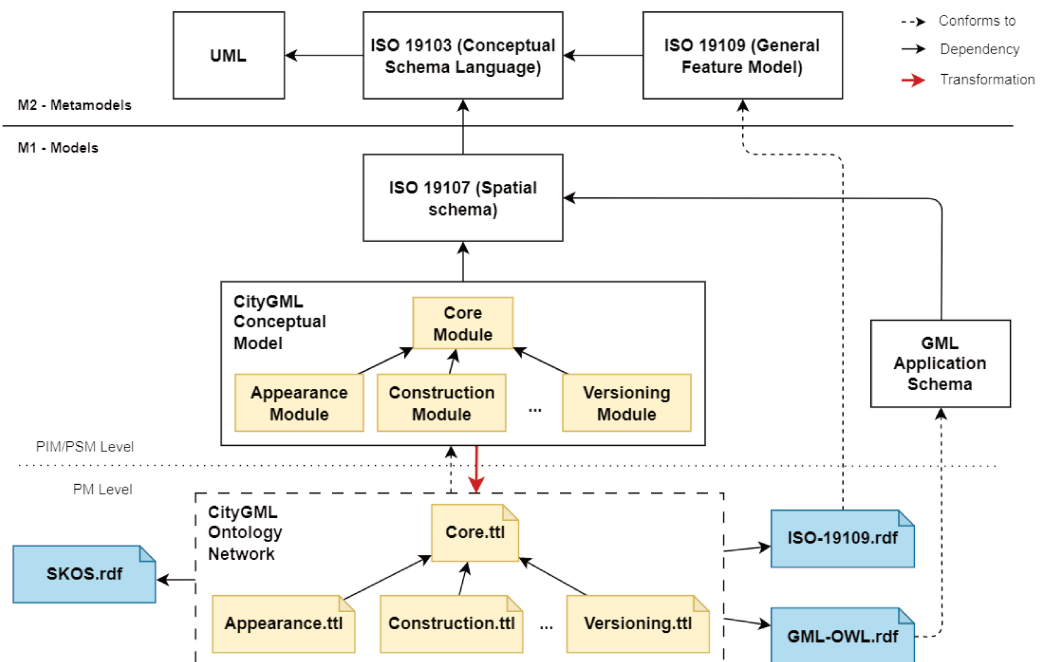 UML
ISO 19103 (Conceptual
Schema Language)
ISO 19109 (General
Feature Model)
Conforms to
Dependency
Transformation
M2 - Metamodels
M1 - Models
ISO 19107 (Spatial
schema)
CityGML
Conceptual
Model
Core
Module
Appearance
Module
Construction
Module
...
Versioning
Module
GML
Application
Schema
PIM/PSM Level
PM Level
CityGML
Ontology
Network
Core.ttl
ISO-19109.rdf
SKOS.rdf
Appearance.ttl
Construction.ttl
...
Versioning.ttl
GML-OWL.rdf